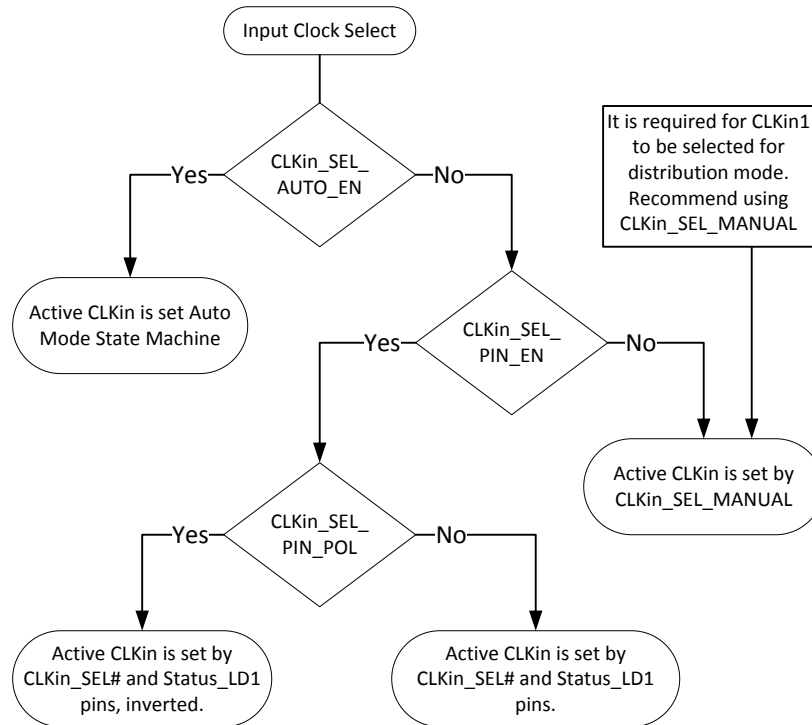 Input Clock Select
CLKin_SEL_
AUTO_EN
Yes
No
It is required for CLKin1
to be selected for
distribution mode.
Recommend using
CLKin_SEL_MANUAL
Active CLKin is set Auto
Mode State Machine
CLKin_SEL_
PIN_EN
Yes
No
Active CLKin is set by
CLKin_SEL_MANUAL
CLKin_SEL_
PIN_POL
Yes
No
Active CLKin is set by
CLKin_SEL# and Status_LD1
pins, inverted.
Active CLKin is set by
CLKin_SEL# and Status_LD1
pins.